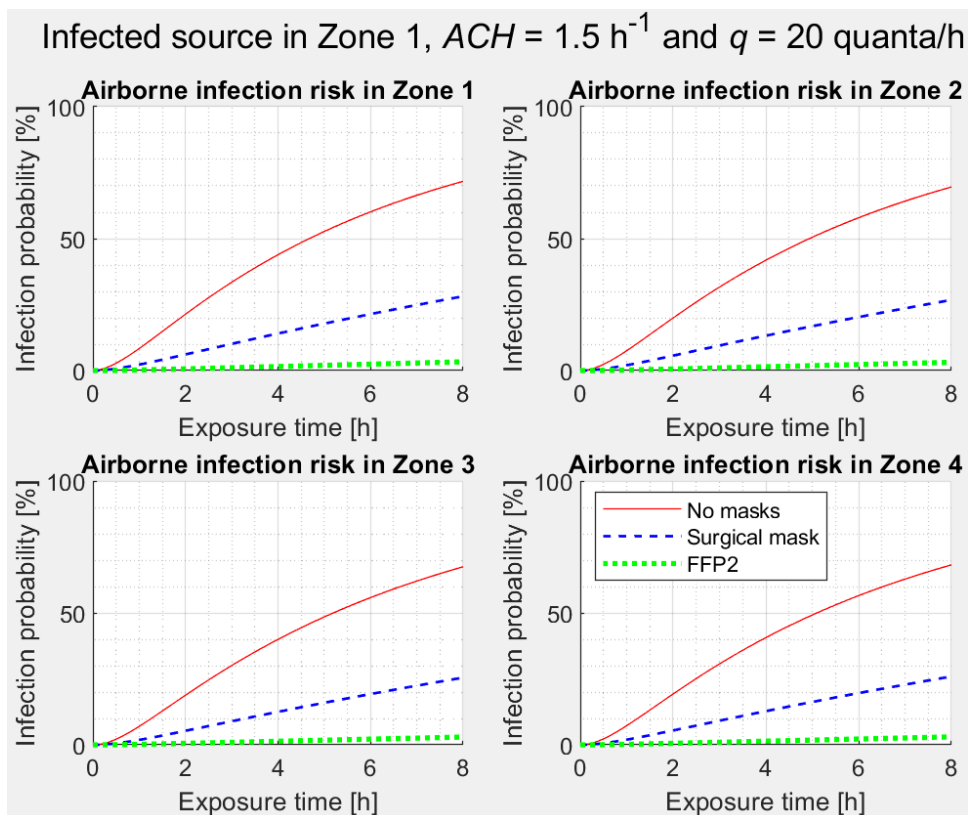 Infected source in Zone 1, ACH = 1.5 h⁻¹ and q = 20 quanta/h
Airborne infection risk in Zone 1
Infection probability [%]
100
50
0
0 2 4 6 8
Exposure time [h]
Airborne infection risk in Zone 2
Infection probability [%]
100
50
0
0 2 4 6 8
Exposure time [h]
Airborne infection risk in Zone 3
Infection probability [%]
100
50
0
0 2 4 6 8
Exposure time [h]
Airborne infection risk in Zone 4
Infection probability [%]
100
50
0
No masks
Surgical mask
FFP2
0 2 4 6 8
Exposure time [h]